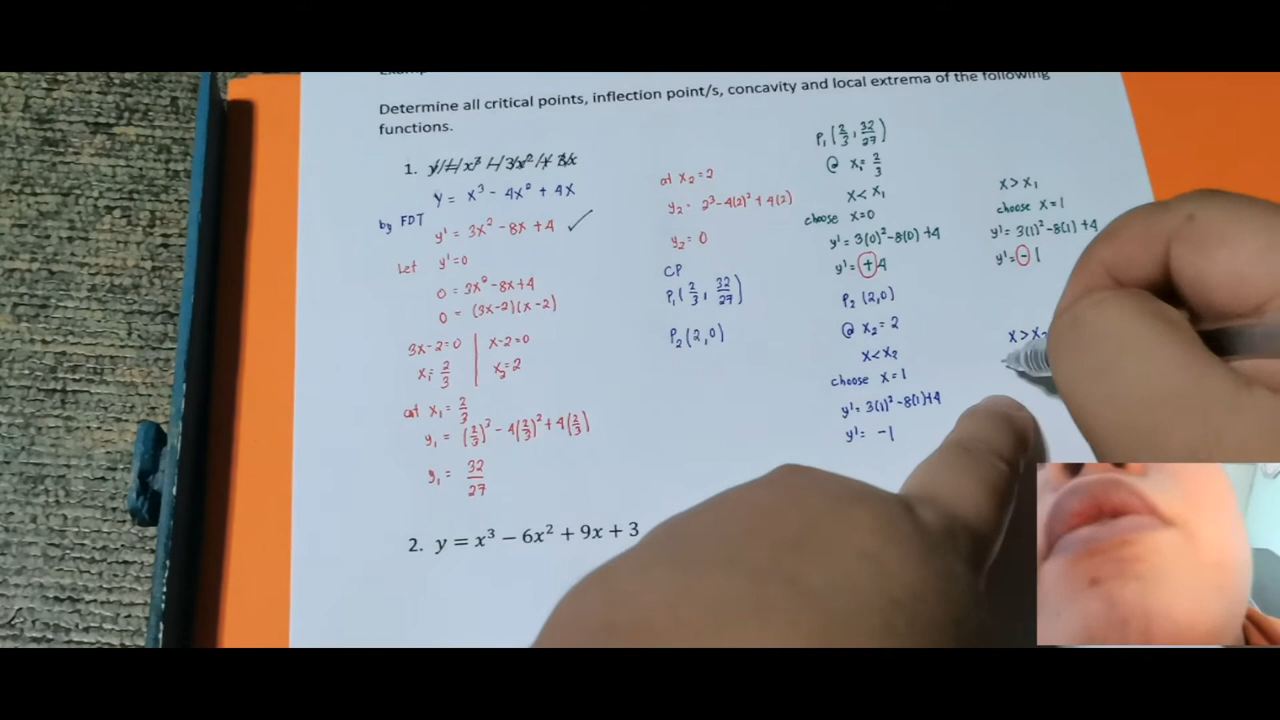 Determine all critical points, inflection point/s, concavity and local extrema of the following
functions.
1. y = x³ - 3x² + 3x
y = x³ - 4x² + 4x
by FDT
y' = 3x² - 8x + 4 ✓
Let y' = 0
0 = 3x² - 8x + 4
0 = (3x-2)(x-2)
3x-2=0 | x-2=0
x₁ = 2/3 | x₂ = 2
at x₁ = 2/3
y₁ = (2/3)³ - 4(2/3)² + 4(2/3)
y₁ = 32/27
2. y = x³ − 6x² + 9x + 3
at x₂ = 2
y₂ = 2³ - 4(2)² + 4(2)
y₂ = 0
CP
P₁(2/3, 32/27)
P₂(2,0)
P₁(2/3, 32/27)
@ x₁ = 2/3
x < x₁
choose x=0
y' = 3(0)² - 8(0) + 4
y' = +4
P₂(2,0)
@ x₂ = 2
x < x₂
choose x=1
y' = 3(1)² - 8(1) + 4
y' = -1
x > x₁
choose x=1
y' = 3(1)² - 8(1) + 4
y' = -1
x > x₂